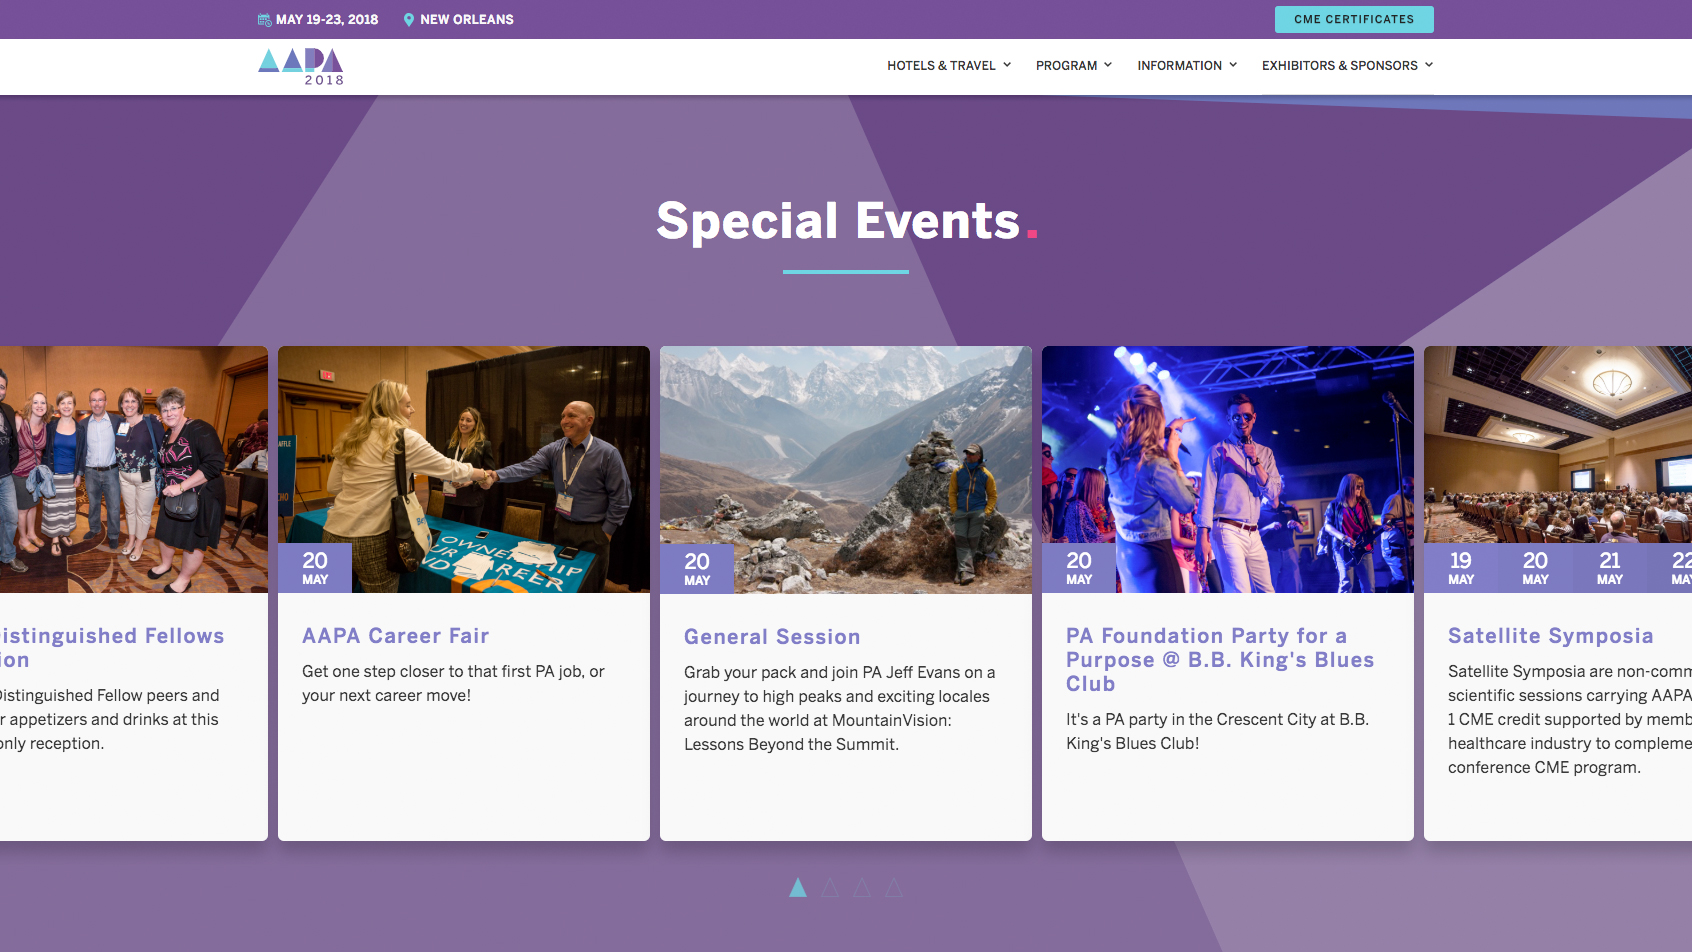 MAY 19-23, 2018
NEW ORLEANS
CME CERTIFICATES
AAPA
2018
HOTELS & TRAVEL
PROGRAM
INFORMATION
EXHIBITORS & SPONSORS
Special Events.
istinguished Fellows
ion
Distinguished Fellow peers and
r appetizers and drinks at this
only reception.
20
MAY
AAPA Career Fair
Get one step closer to that first PA job, or
your next career move!
20
MAY
General Session
Grab your pack and join PA Jeff Evans on a
journey to high peaks and exciting locales
around the world at MountainVision:
Lessons Beyond the Summit.
20
MAY
PA Foundation Party for a
Purpose @ B.B. King's Blues
Club
It's a PA party in the Crescent City at B.B.
King's Blues Club!
19
MAY
20
MAY
21
MAY
22
MA
Satellite Symposia
Satellite Symposia are non-comm
scientific sessions carrying AAPA
1 CME credit supported by memb
healthcare industry to compleme
conference CME program.